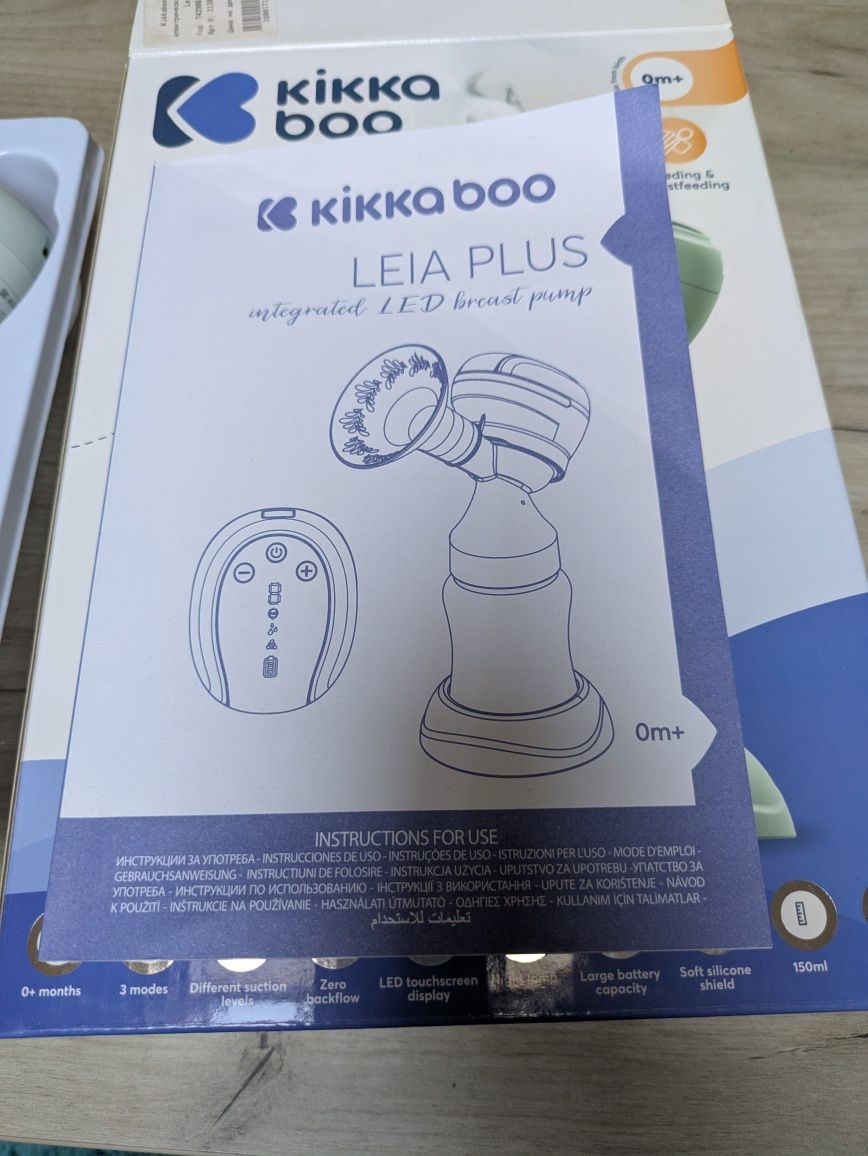 Kikkaboo
KIKKA
boo
0m+
eding &
stfeeding
KIKKa boo
LEIA PLUS
integrated LED breast pump
0m+
INSTRUCTIONS FOR USE
ИНСТРУКЦИИ ЗА УПОТРЕБА - INSTRUCCIONES DE USO - INSTRUÇÕES DE USO - ISTRUZIONI PER L'USO - MODE D'EMPLOI -
GEBRAUCHSANWEISUNG - INSTRUCTIUNI DE FOLOSIRE - INSTRUKCJA UŻYCIA - UPUTSTVO ZA UPOTREBU -УПАТСТВО ЗА
УПОТРЕБА - ИНСТРУКЦИИ ПО ИСПОЛЬЗОВАНИЮ - ІНСТРУКЦІЇ З ВИКОРИСТАННЯ - UPUTE ZA KORIŠTENJE - NÁVOD
K POUŽITÍ - INŠTRUKCIE NA POUŽÍVANIE - HASZNÁLATI ÚTMUTATÓ - ΟΔΗΓΙΕΣ ΧΡΗΣΗΣ - KULLANIM İÇİN TALİMATLAR -
تعليمات للاستخدام
0+ months
3 modes
Different suction
levels
Zero
backflow
LED touchscreen
display
Large battery
capacity
Soft silicone
shield
150ml